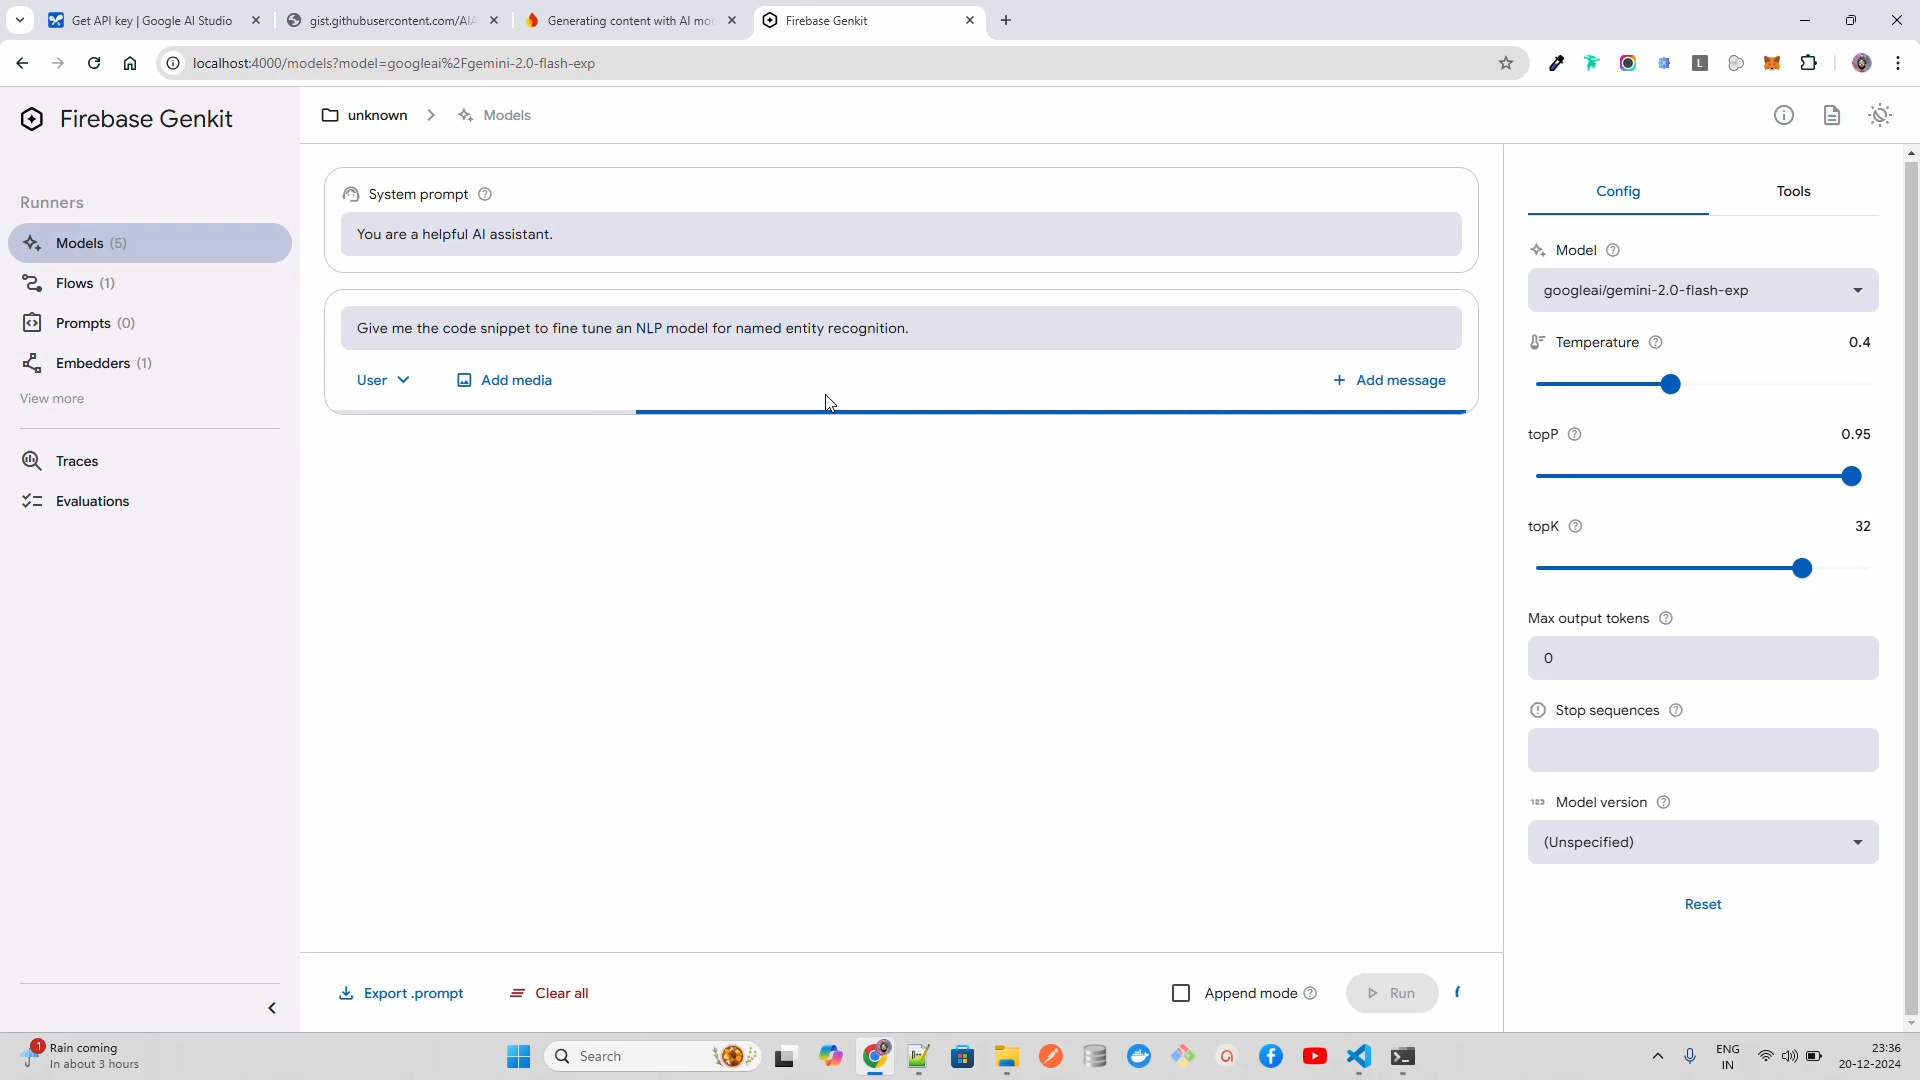 Get API key | Google AI Studio
gist.githubusercontent.com/AIA
Generating content with AI mo
Firebase Genkit
localhost:4000/models?model=googleai%2Fgemini-2.0-flash-exp
Firebase Genkit
unknown
Models
Runners
Models (5)
Flows (1)
Prompts (0)
Embedders (1)
View more
Traces
Evaluations
System prompt
You are a helpful AI assistant.
Give me the code snippet to fine tune an NLP model for named entity recognition.
User
Add media
Add message
Config
Tools
Model
googleai/gemini-2.0-flash-exp
Temperature
0.4
topP
0.95
topK
32
Max output tokens
0
Stop sequences
123 Model version
(Unspecified)
Reset
Export .prompt
Clear all
Append mode
Run
1
Rain coming
In about 3 hours
Search
ENG
IN
23:36
20-12-2024